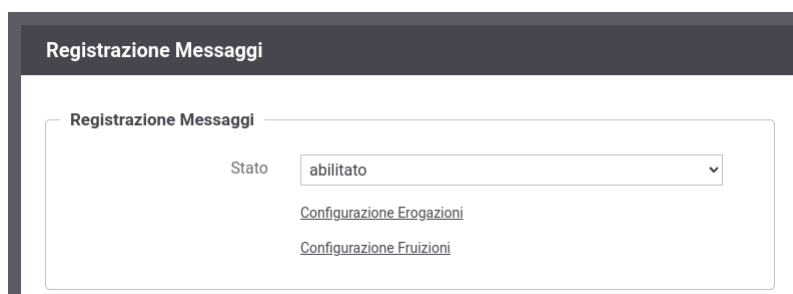 Registrazione Messaggi
Registrazione Messaggi
Stato
abilitato
Configurazione Erogazioni
Configurazione Fruizioni